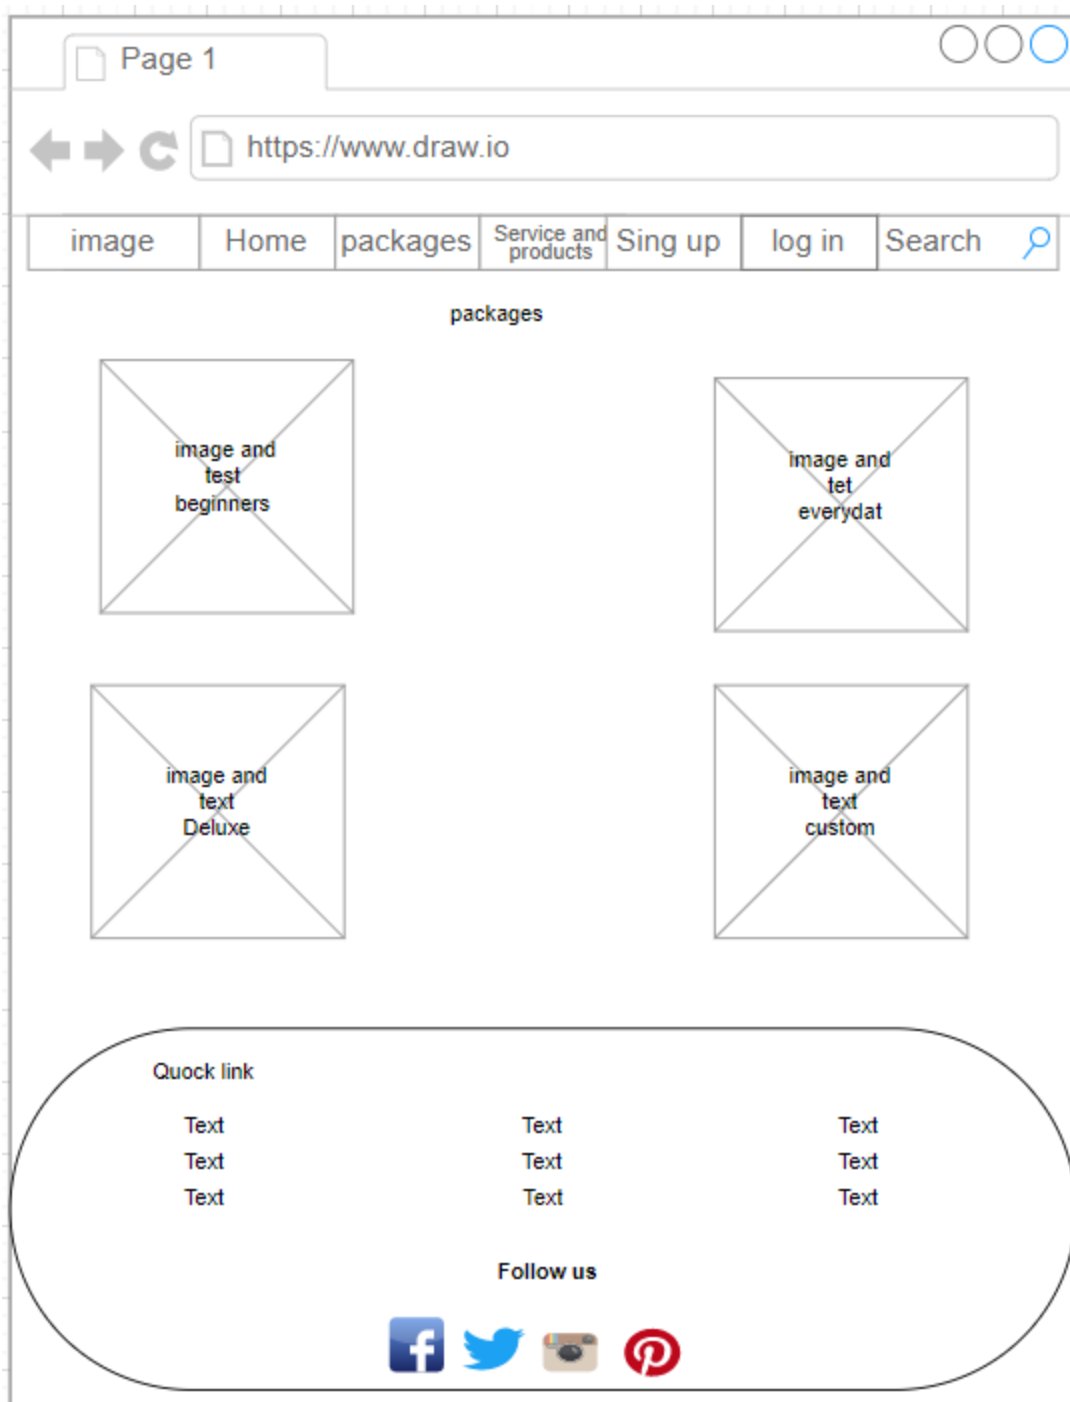 Page 1
https://www.draw.io
image Home packages Service and products Sing up log in Search
packages
image and
test
beginners
image and
tet
everydat
image and
text
Deluxe
image and
text
custom
Quock link
Text Text Text
Text Text Text
Text Text Text
Follow us